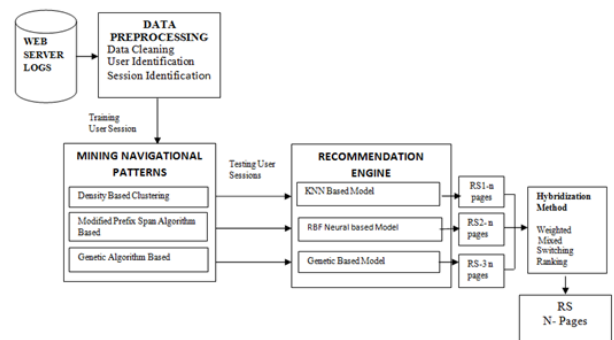 WEB
SERVER
LOGS
DATA
PREPROCESSING
Data Cleaning
User Identification
Session Identification
Training
User Session
MINING NAVIGATIONAL
PATTERNS
Density Based Clustering
Modified Prefix Span Algorithm
Based
Genetic Algorithm Based
Testing User
Sessions
RECOMMENDATION
ENGINE
KNN Based Model
RBF Neural based Model
Genetic Based Model
RS1-n
pages
RS2- n
pages
RS-3 n
pages
Hybridization
Method
Weighted
Mixed
Switching
Ranking
RS
N- Pages